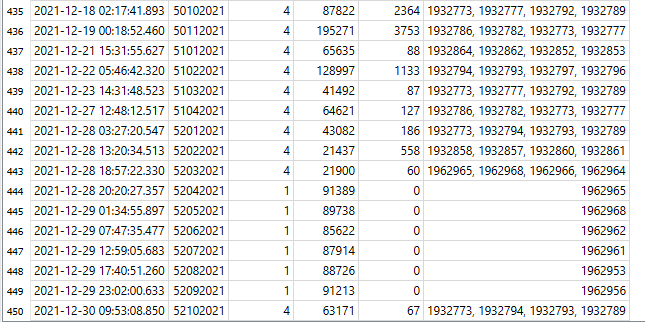 435 2021-12-18 02:17:41.893 50102021 4 87822 2364 1932773, 1932777, 1932792, 1932789
436 2021-12-19 00:18:52.460 50112021 4 195271 3753 1932786, 1932782, 1932773, 1932777
437 2021-12-21 15:31:55.627 51012021 4 65635 88 1932864, 1932862, 1932852, 1932853
438 2021-12-22 05:46:42.320 51022021 4 128997 1133 1932794, 1932793, 1932797, 1932796
439 2021-12-23 14:31:48.523 51032021 4 41492 87 1932773, 1932777, 1932792, 1932789
440 2021-12-27 12:48:12.517 51042021 4 64621 127 1932786, 1932782, 1932773, 1932777
441 2021-12-28 03:27:20.547 52012021 4 43082 186 1932773, 1932794, 1932793, 1932789
442 2021-12-28 13:20:34.513 52022021 4 21437 558 1932858, 1932857, 1932860, 1932861
443 2021-12-28 18:57:22.330 52032021 4 21900 60 1962965, 1962968, 1962966, 1962964
444 2021-12-28 20:20:27.357 52042021 1 91389 0 1962965
445 2021-12-29 01:34:55.897 52052021 1 89738 0 1962968
446 2021-12-29 07:47:35.477 52062021 1 85622 0 1962962
447 2021-12-29 12:59:05.683 52072021 1 87914 0 1962961
448 2021-12-29 17:40:51.260 52082021 1 88726 0 1962953
449 2021-12-29 23:02:00.633 52092021 1 91213 0 1962956
450 2021-12-30 09:53:08.850 52102021 4 63171 67 1932773, 1932794, 1932793, 1932789